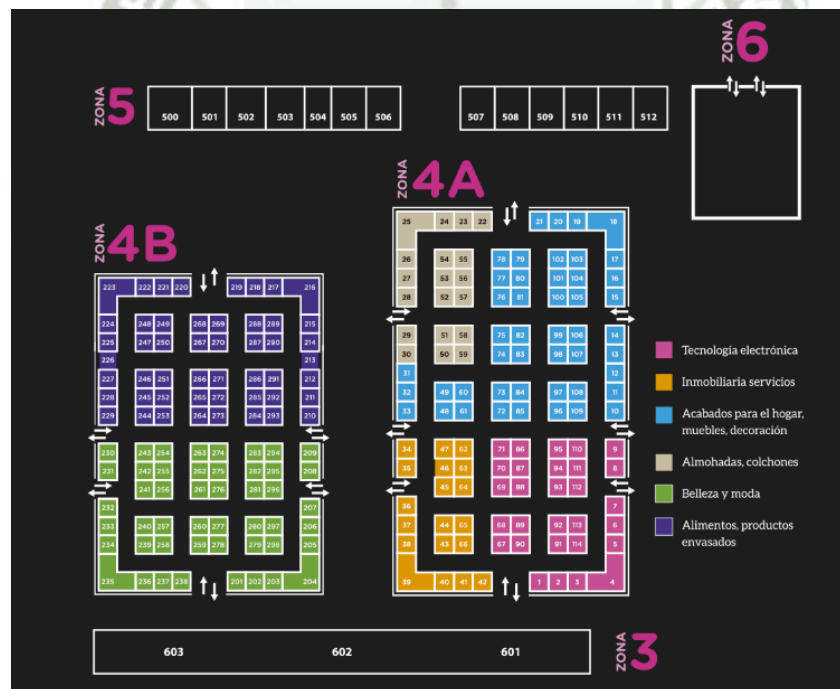 ZONA 6
ZONA 5
500 501 502 503 504 505 506
507 508 509 510 511 512
ZONA 4A
25 24 23 22
21 20 19 18
26 54 55 78 79 102 103 17
27 53 56 77 80 101 104 16
28 52 57 76 81 100 105 15
29 51 58 75 82 99 106 14
30 50 59 74 83 98 107 13
31 12
32 49 60 73 84 97 108 11
33 48 61 72 85 96 109 10
34 47 62 71 86 95 110 9
35 46 63 70 87 94 111 8
45 64 69 88 93 112
36 7
37 44 65 68 89 92 113 6
38 43 66 67 90 91 114 5
39 40 41 42
1 2 3 4
ZONA 4B
223 222 221 220
219 218 217 216
224 248 249 268 269 288 289 215
225 247 250 267 270 287 290 214
226 213
227 246 251 266 271 286 291 212
228 245 252 265 272 285 292 211
229 244 253 264 273 284 293 210
230 243 254 263 274 283 294 209
231 242 255 262 275 282 295 208
241 256 261 276 281 296
232 207
233 240 257 260 277 280 297 206
234 239 258 259 278 279 298 205
235 236 237 238
201 202 203 204
Tecnología electrónica
Inmobiliaria servicios
Acabados para el hogar,
muebles, decoración
Almohadas, colchones
Belleza y moda
Alimentos, productos
envasados
603 602 601
ZONA 3